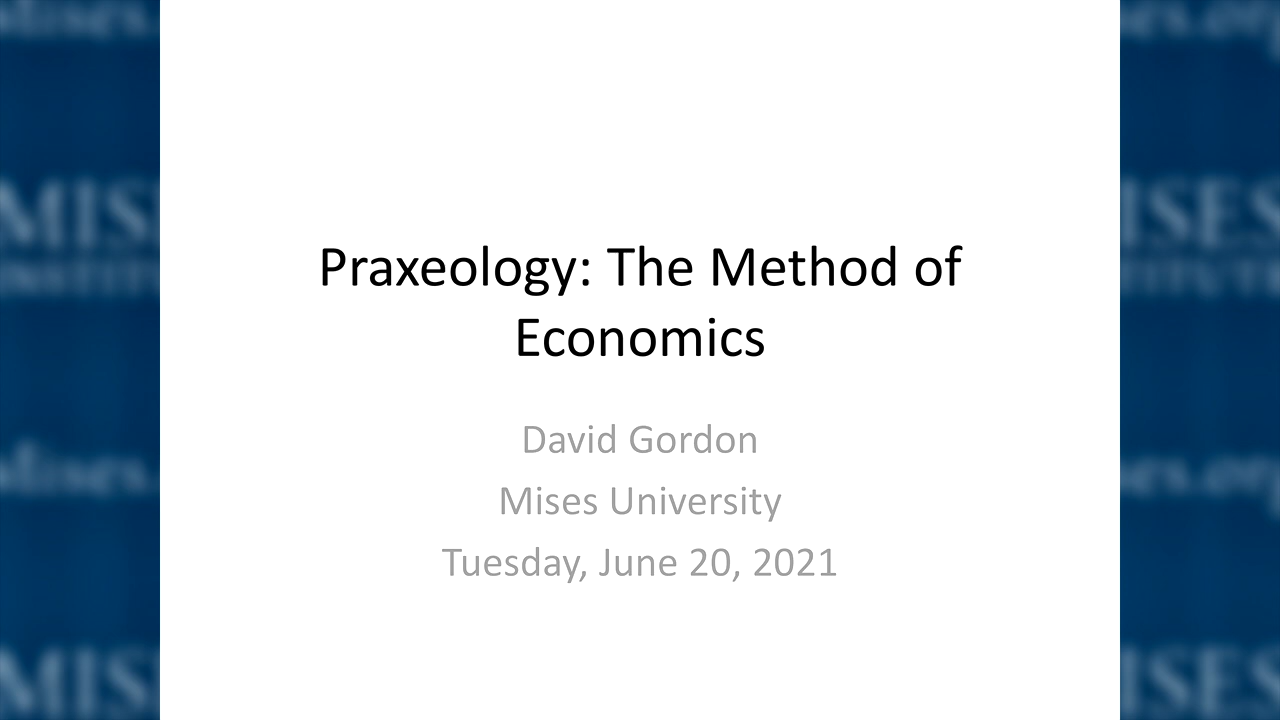 Praxeology: The Method of
Economics
David Gordon
Mises University
Tuesday, June 20, 2021